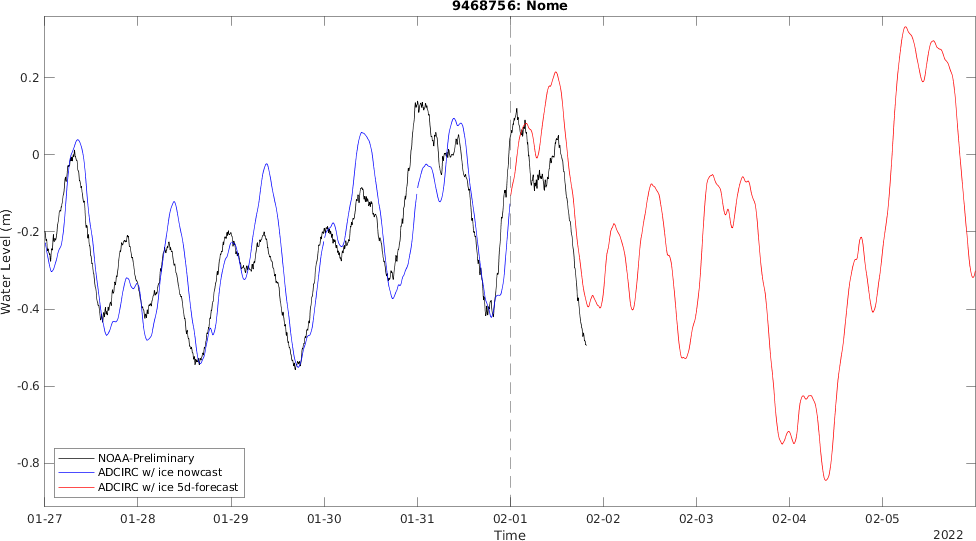 9468756: Nome
Water Level (m)
0.2
0
-0.2
-0.4
-0.6
-0.8
NOAA-Preliminary
ADCIRC w/ ice nowcast
ADCIRC w/ ice 5d-forecast
01-27 01-28 01-29 01-30 01-31 02-01 02-02 02-03 02-04 02-05
Time
2022